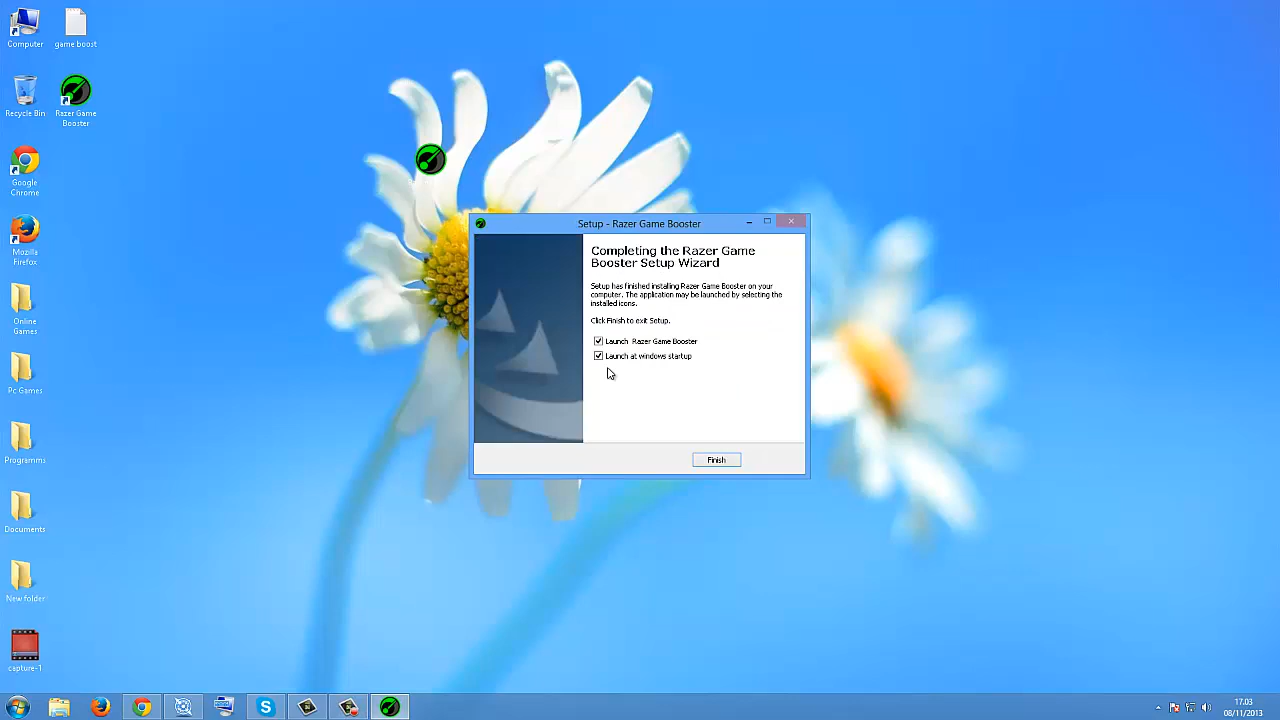 Computer
game boost
Recycle Bin
Razer Game
Booster
Google
Chrome
Mozilla
Firefox
Online
Games
Pc Games
Programms
Documents
New folder
capture-1
Setup - Razer Game Booster
Completing the Razer Game
Booster Setup Wizard
Setup has finished installing Razer Game Booster on your
computer. The application may be launched by selecting the
installed icons.
Click Finish to exit Setup.
Launch Razer Game Booster
Launch at windows startup
Finish
17.03
08/11/2013